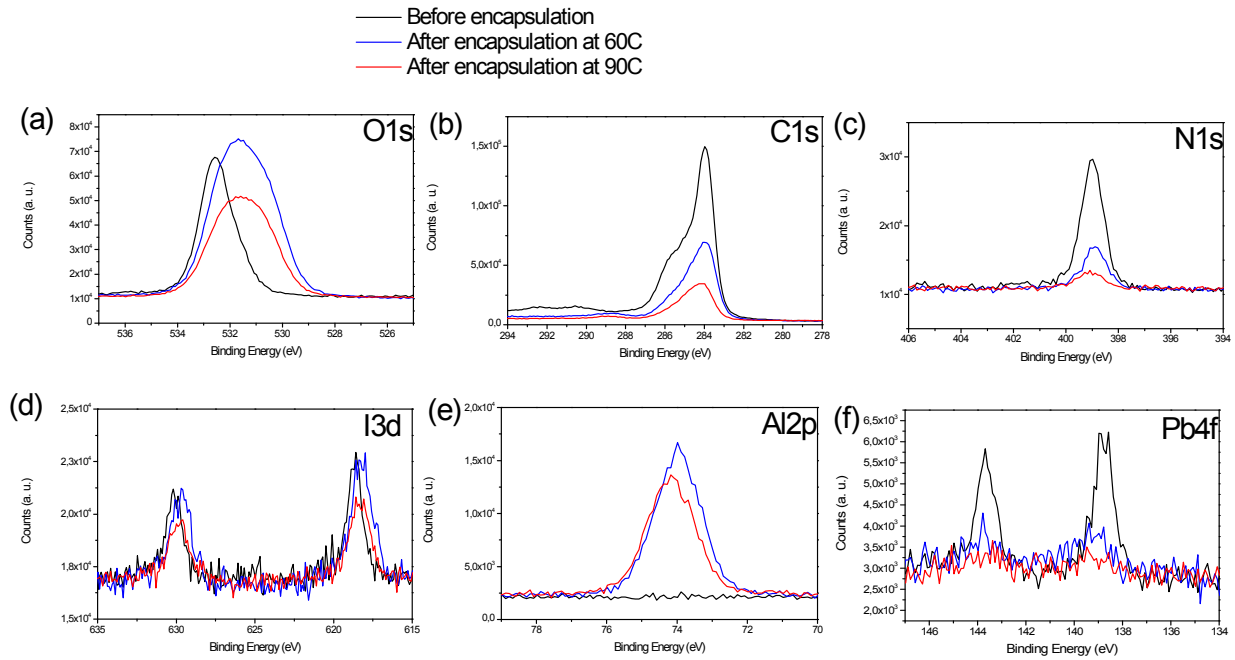 Before encapsulation
After encapsulation at 60C
After encapsulation at 90C
(a)
O1s
8x10⁴
7x10⁴
6x10⁴
5x10⁴
4x10⁴
3x10⁴
2x10⁴
1x10⁴
0
Counts (a. u.)
536 534 532 530 528 526
Binding Energy (eV)
(b)
C1s
1,5x10⁵
1,0x10⁵
5,0x10⁴
0,0
Counts (a. u.)
294 292 290 288 286 284 282 280 278
Binding Energy (eV)
(c)
N1s
3x10⁴
2x10⁴
1x10⁴
Counts (a. u.)
406 404 402 400 398 396 394
Binding Energy (eV)
(d)
I3d
2,5x10⁴
2,3x10⁴
2,0x10⁴
1,8x10⁴
1,5x10⁴
Counts (a. u.)
635 630 625 620 615
Binding Energy (eV)
(e)
Al2p
2,0x10⁴
1,5x10⁴
1,0x10⁴
5,0x10³
0,0
Counts (a. u.)
78 76 74 72 70
Binding Energy (eV)
(f)
Pb4f
6,5x10³
6,0x10³
5,5x10³
5,0x10³
4,5x10³
4,0x10³
3,5x10³
3,0x10³
2,5x10³
2,0x10³
Counts (a. u.)
146 144 142 140 138 136 134
Binding Energy (eV)